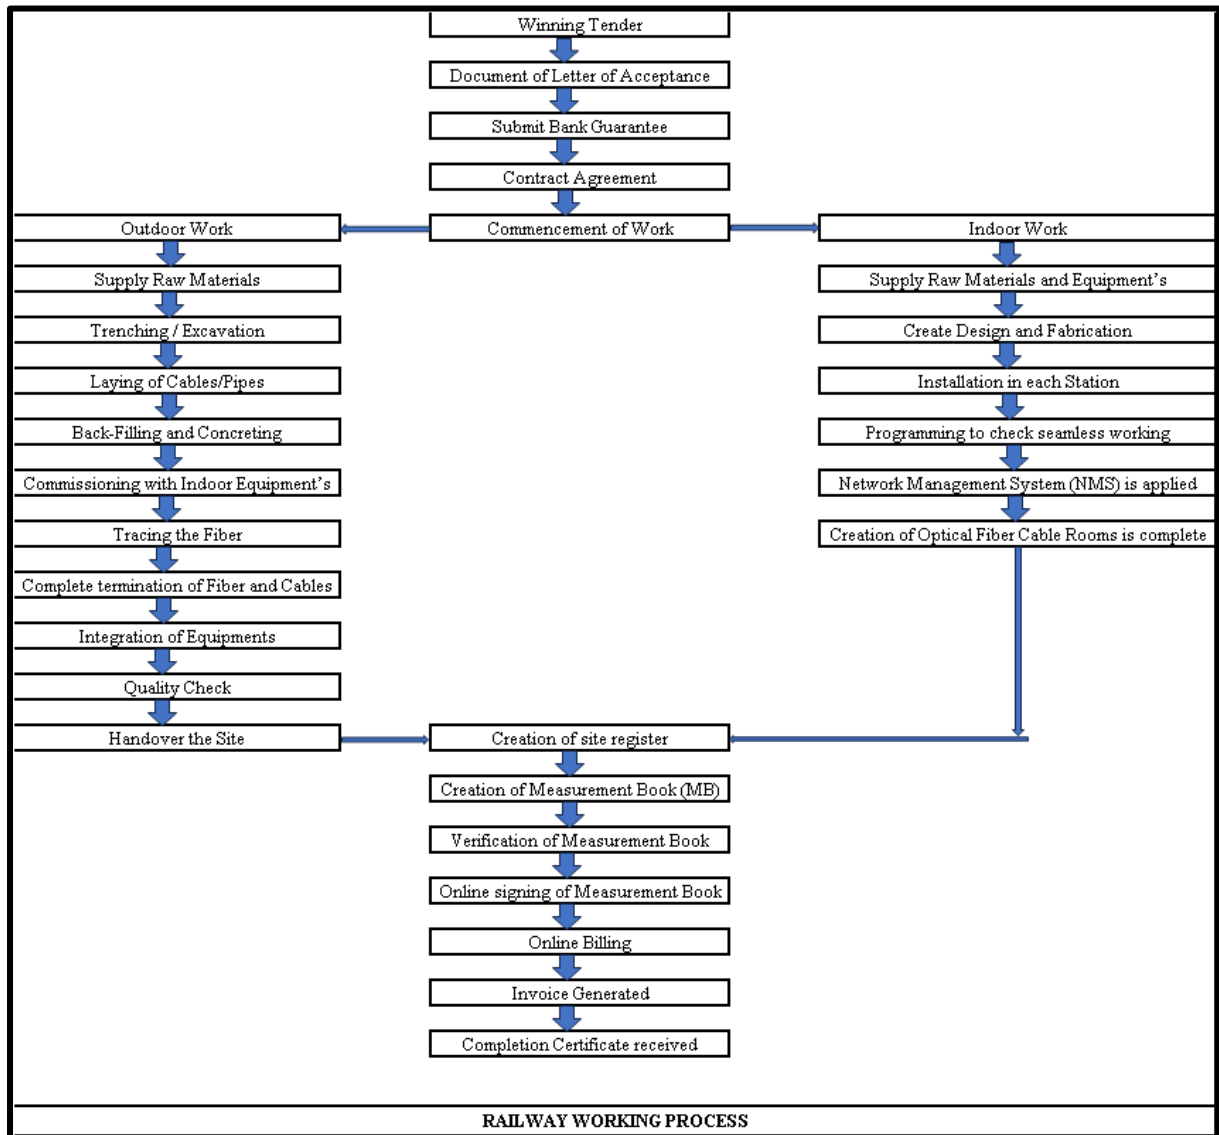 Winning Tender
Document of Letter of Acceptance
Submit Bank Guarantee
Contract Agreement
Commencement of Work
Outdoor Work
Supply Raw Materials
Trenching / Excavation
Laying of Cables/Pipes
Back-Filling and Concreting
Commissioning with Indoor Equipment's
Tracing the Fiber
Complete termination of Fiber and Cables
Integration of Equipments
Quality Check
Handover the Site
Indoor Work
Supply Raw Materials and Equipment's
Create Design and Fabrication
Installation in each Station
Programming to check seamless working
Network Management System (NMS) is applied
Creation of Optical Fiber Cable Rooms is complete
Creation of site register
Creation of Measurement Book (MB)
Verification of Measurement Book
Online signing of Measurement Book
Online Billing
Invoice Generated
Completion Certificate received
RAILWAY WORKING PROCESS